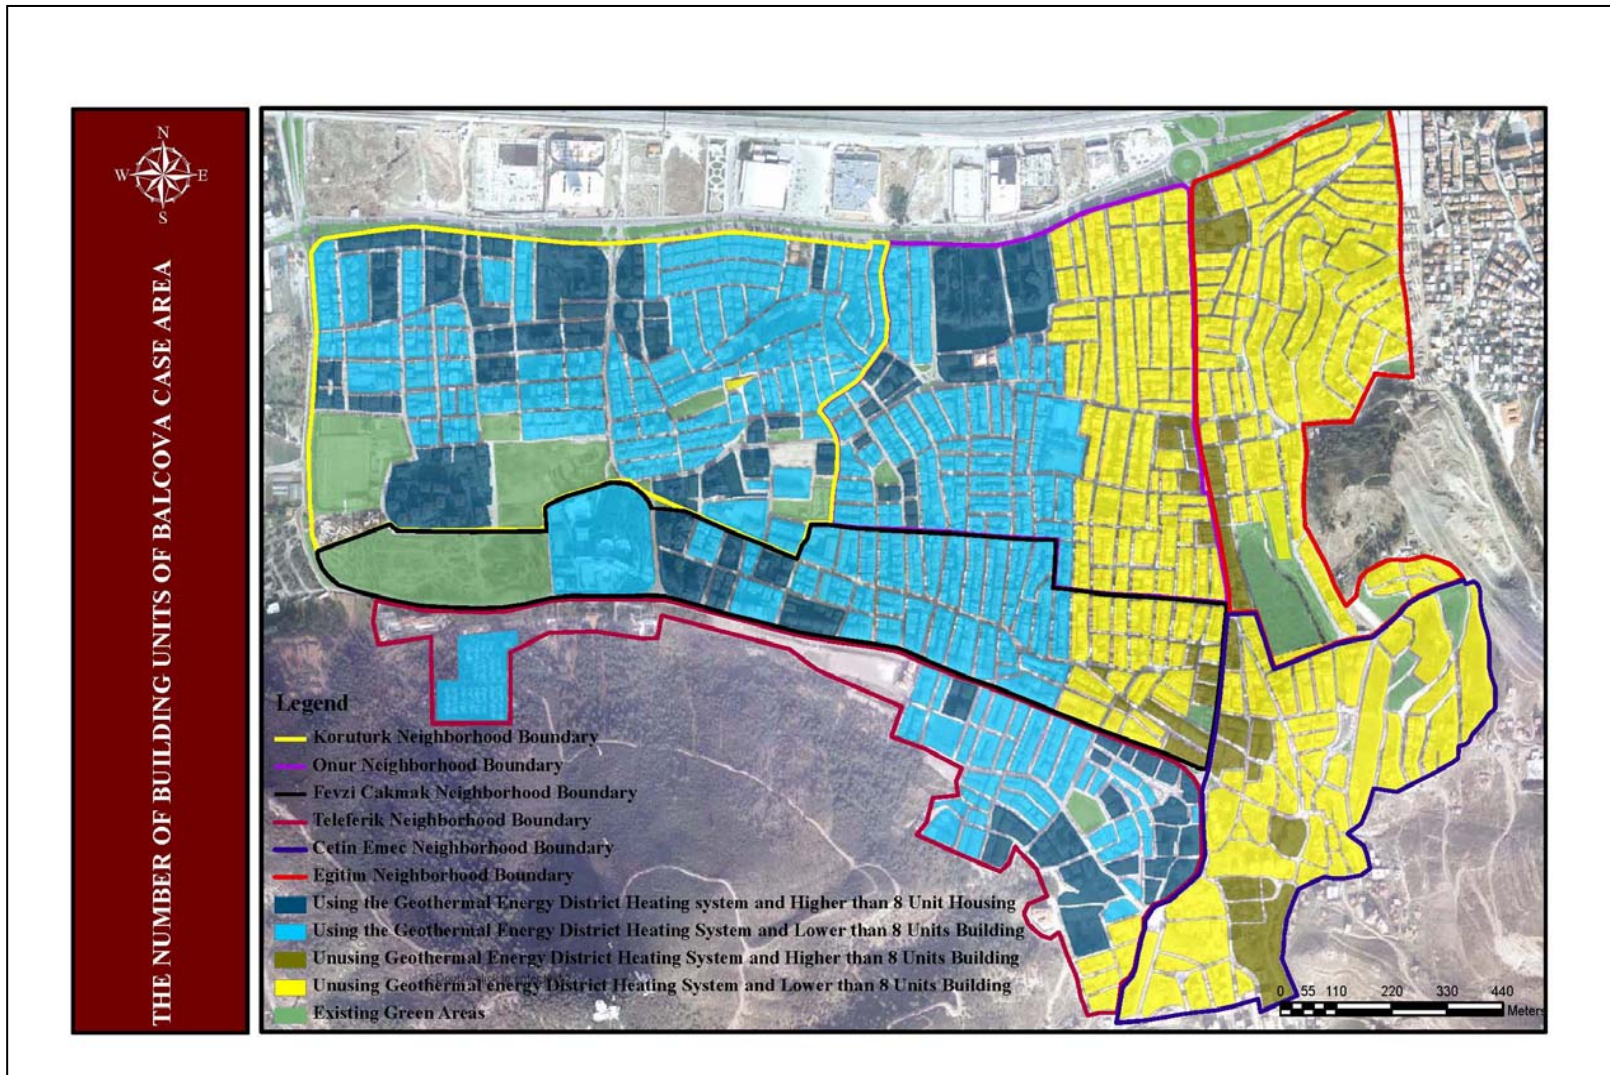 N
W E
S
THE NUMBER OF BUILDING UNITS OF BALCOVA CASE AREA
Legend
Koruturk Neighborhood Boundary
Onur Neighborhood Boundary
Fevzi Cakmak Neighborhood Boundary
Teleferik Neighborhood Boundary
Cetin Emec Neighborhood Boundary
Egitim Neighborhood Boundary
Using the Geothermal Energy District Heating system and Higher than 8 Unit Housing
Using the Geothermal Energy District Heating System and Lower than 8 Units Building
Unusing Geothermal Energy District Heating System and Higher than 8 Units Building
Unusing Geothermal energy District Heating System and Lower than 8 Units Building
Existing Green Areas
0 55 110 220 330 440
Meters